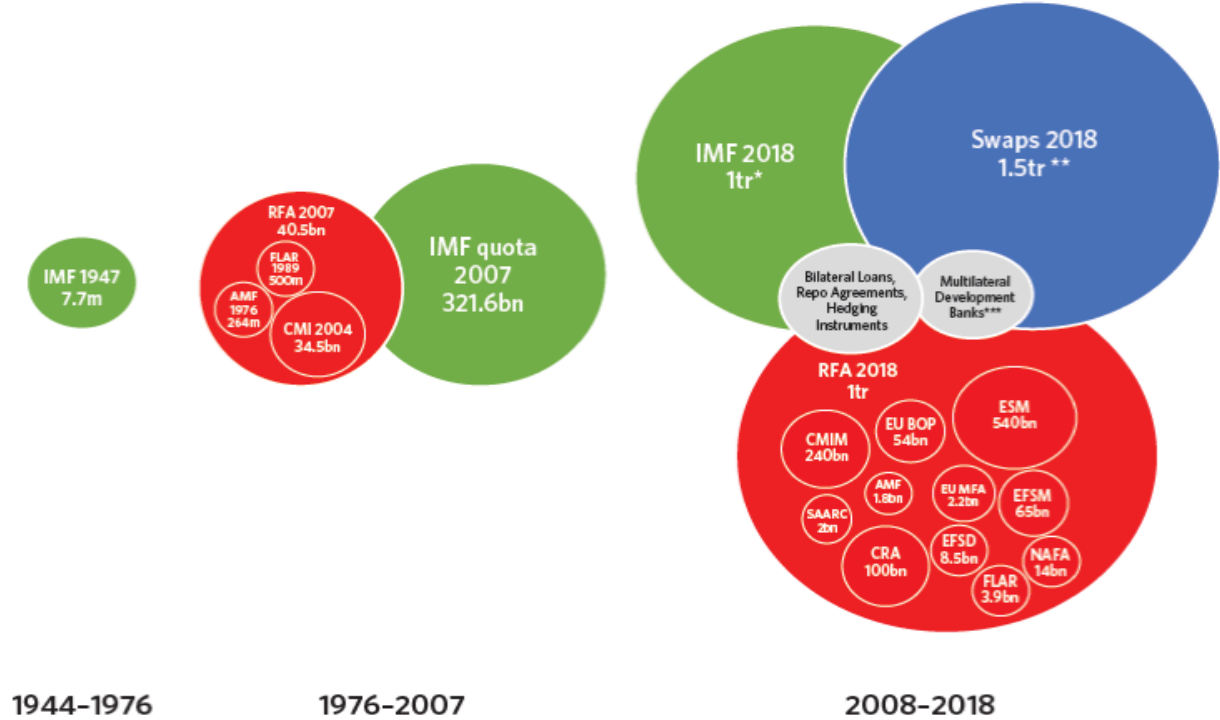 IMF 1947
7.7m
RFA 2007
40.5bn
FLAR
1989
500m
AMF
1976
264m
CMI 2004
34.5bn
IMF quota
2007
321.6bn
IMF 2018
1tr*
Swaps 2018
1.5tr **
Bilateral Loans,
Repo Agreements,
Hedging
Instruments
Multilateral
Development
Banks***
RFA 2018
1tr
CMIM
240bn
EU BOP
54bn
ESM
540bn
AMF
1.8bn
EU MFA
2.2bn
EFSM
65bn
SAARC
2bn
CRA
100bn
EFSD
8.5bn
NAFA
14bn
FLAR
3.9bn
1944–1976
1976–2007
2008–2018